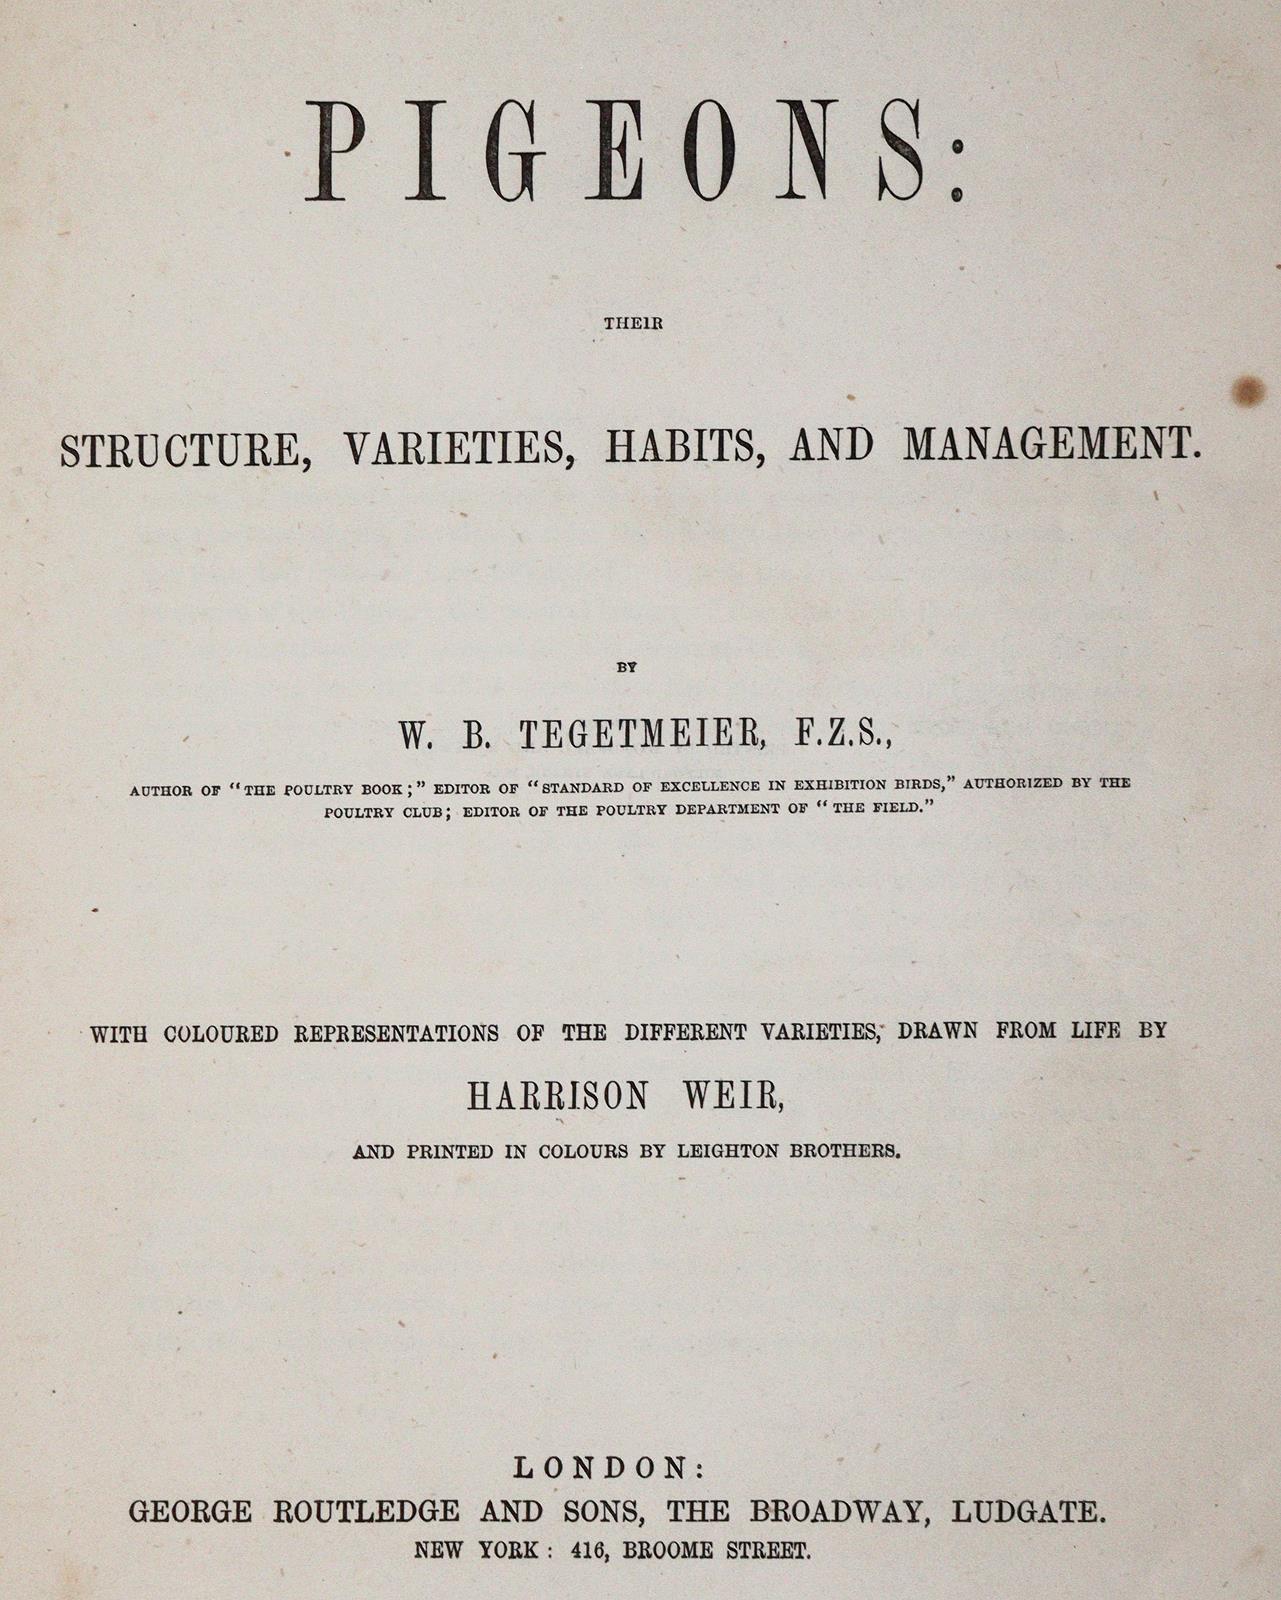 PIGEONS:
THEIR
STRUCTURE, VARIETIES, HABITS, AND MANAGEMENT.
BY
W. B. TEGETMEIER, F.Z.S.,
AUTHOR OF "THE POULTRY BOOK;" EDITOR OF "STANDARD OF EXCELLENCE IN EXHIBITION BIRDS," AUTHORIZED BY THE
POULTRY CLUB; EDITOR OF THE POULTRY DEPARTMENT OF "THE FIELD."
WITH COLOURED REPRESENTATIONS OF THE DIFFERENT VARIETIES, DRAWN FROM LIFE BY
HARRISON WEIR,
AND PRINTED IN COLOURS BY LEIGHTON BROTHERS.
LONDON:
GEORGE ROUTLEDGE AND SONS, THE BROADWAY, LUDGATE.
NEW YORK: 416, BROOME STREET.